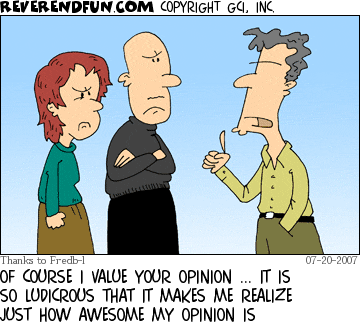 REVERENDFUN.COM COPYRIGHT GCI, INC.
Thanks to Fredb-l 07-20-2007
OF COURSE I VALUE YOUR OPINION ... IT IS
SO LUDICROUS THAT IT MAKES ME REALIZE
JUST HOW AWESOME MY OPINION IS